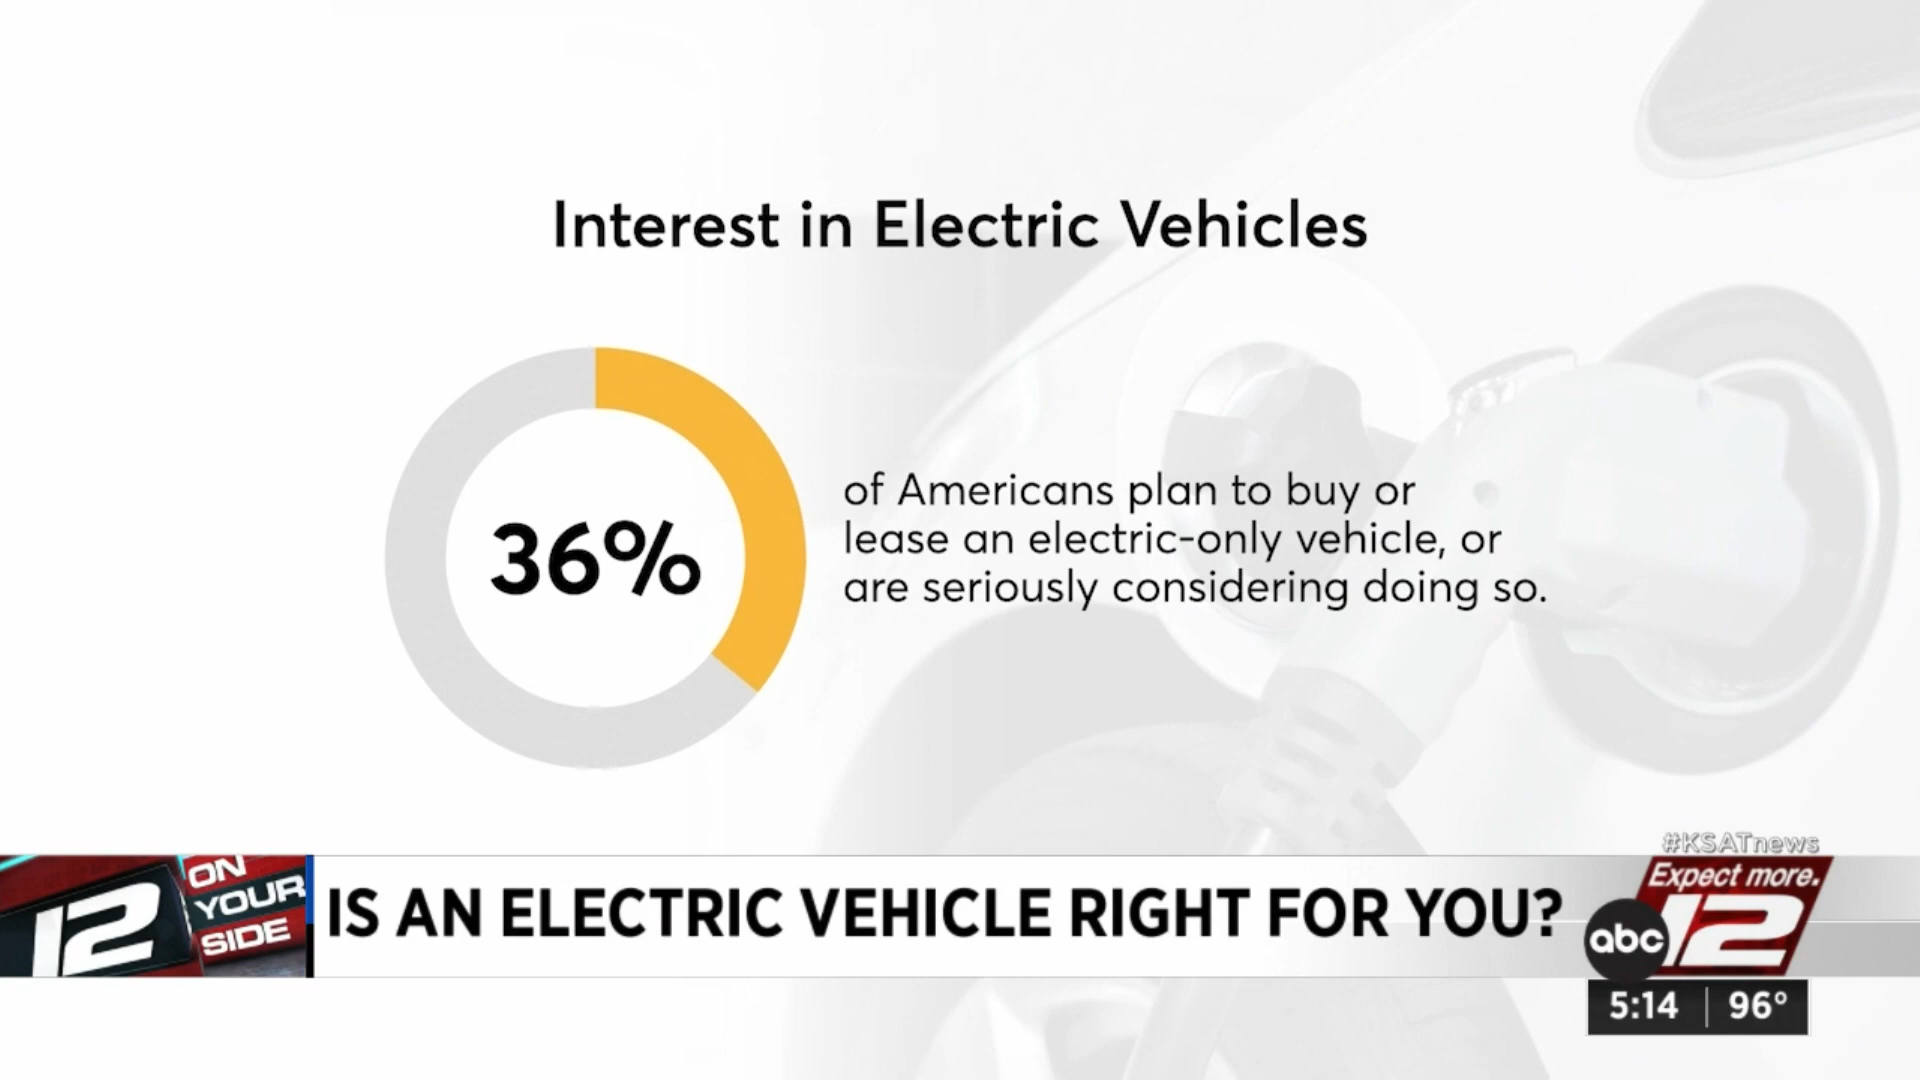 Interest in Electric Vehicles
36%
of Americans plan to buy or
lease an electric-only vehicle, or
are seriously considering doing so.
#KSATnews
12
ON
YOUR
SIDE
IS AN ELECTRIC VEHICLE RIGHT FOR YOU?
Expect more.
abc
12
5:14
96°